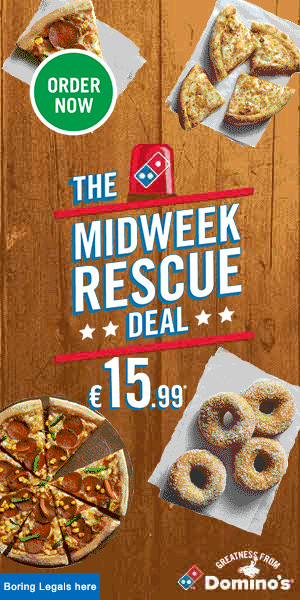 ORDER
NOW
THE
MIDWEEK
RESCUE
DEAL
€15.99*
GREATNESS FROM
Domino's®
Boring Legals here